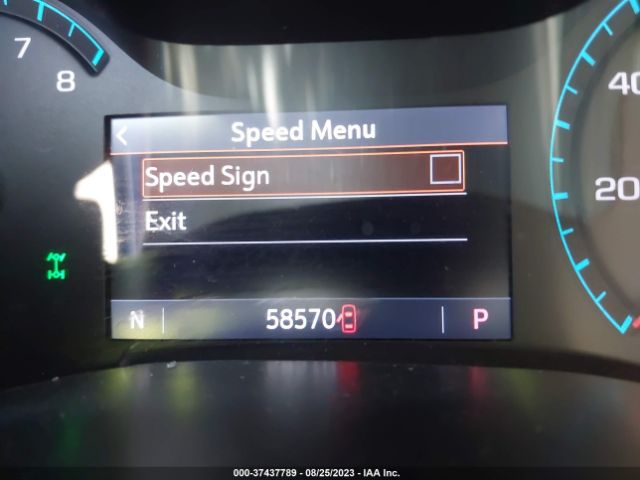 7
8
40
20
< Speed Menu
Speed Sign
Exit
N 58570 P
000-37437789 - 08/25/2023 - IAA Inc.